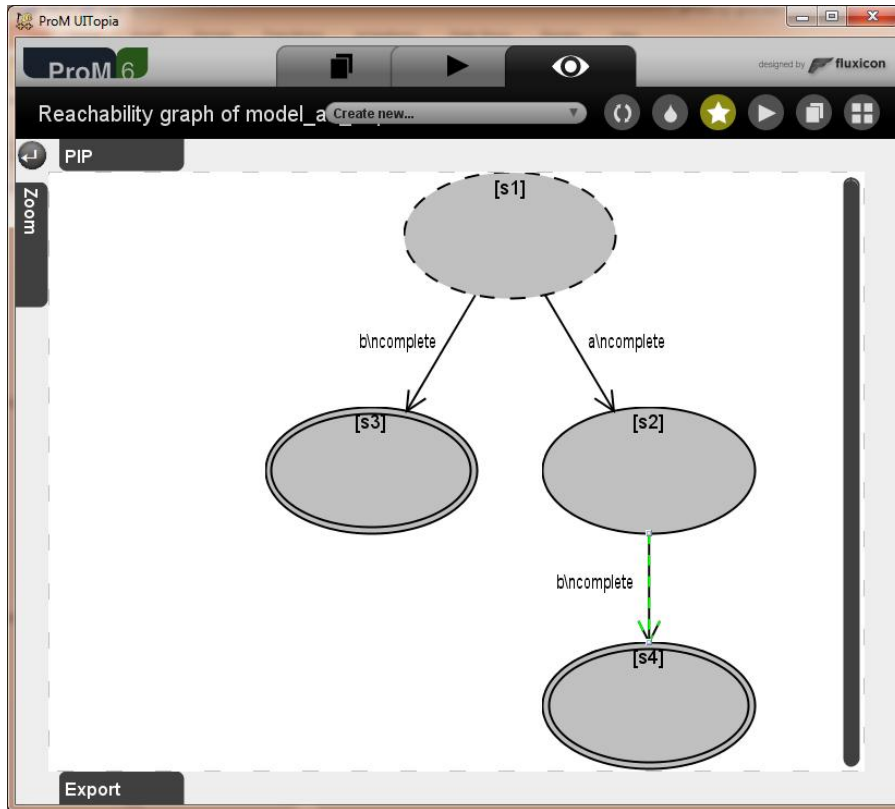 ProM UITopia
ProM 6
designed by fluxicon
Reachability graph of model_a
Create new...
PIP
Zoom
[s1]
b\ncomplete
a\ncomplete
[s3]
[s2]
b\ncomplete
[s4]
Export